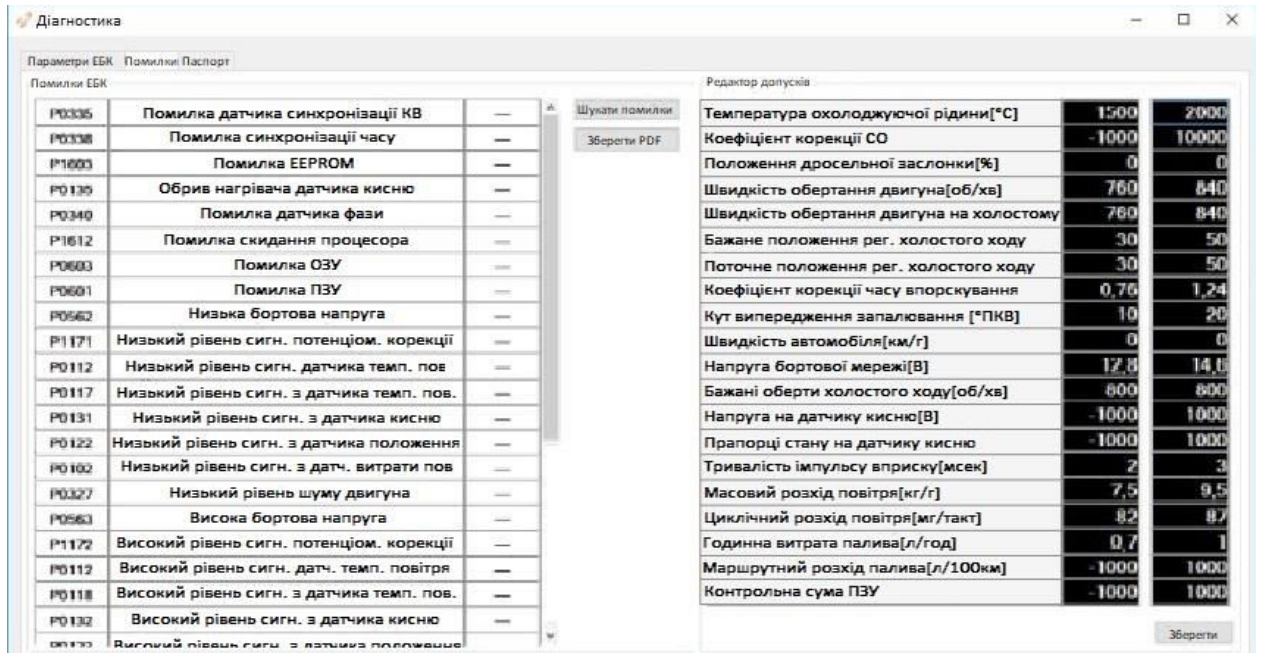 Діагностика
Параметри ЕБК Помилки Паспорт
Помилки ЕБК
P0335 Помилка датчика синхронізації КВ —
P0338 Помилка синхронізації часу —
P1603 Помилка EEPROM —
P0135 Обрив нагрівача датчика кисню —
P0340 Помилка датчика фази —
P1612 Помилка скидання процесора —
P0603 Помилка ОЗУ —
P0601 Помилка ПЗУ —
P0562 Низька бортова напруга —
P1171 Низький рівень сигн. потенціом. корекції —
P0112 Низький рівень сигн. датчика темп. пов —
P0117 Низький рівень сигн. з датчика темп. пов. —
P0131 Низький рівень сигн. з датчика кисню —
P0122 Низький рівень сигн. з датчика положення —
P0102 Низький рівень сигн. з датч. витрати пов —
P0327 Низький рівень шуму двигуна —
P0563 Висока бортова напруга —
P1172 Високий рівень сигн. потенціом. корекції —
P0112 Високий рівень сигн. датч. темп. повітря —
P0118 Високий рівень сигн. з датчика темп. пов. —
P0132 Високий рівень сигн. з датчика кисню —
Високий рівень сигн. з датчика положення
Шукати помилки
Зберегти PDF
Редактор допусків
Температура охолоджуючої рідини[°C] 1500 2000
Коефіцієнт корекції СО -1000 10000
Положення дросельної заслонки[%] 0 0
Швидкість обертання двигуна[об/хв] 760 840
Швидкість обертання двигуна на холостому 760 840
Бажане положення рег. холостого ходу 30 50
Поточне положення рег. холостого ходу 30 50
Коефіцієнт корекції часу впорскування 0,76 1,24
Кут випередження запалювання [°ПКВ] 10 20
Швидкість автомобіля[км/г] 0 0
Напруга бортової мережі[В] 12,8 14,6
Бажані оберти холостого ходу[об/хв] 800 800
Напруга на датчику кисню[В] -1000 1000
Прапорці стану на датчику кисню -1000 1000
Тривалість імпульсу вприску[мсек] 2 3
Масовий розхід повітря[кг/г] 7,5 9,5
Циклічний розхід повітря[мг/такт] 82 87
Годинна витрата палива[л/год] 0,7 1
Маршрутний розхід палива[л/100км] -1000 1000
Контрольна сума ПЗУ -1000 1000
Зберегти